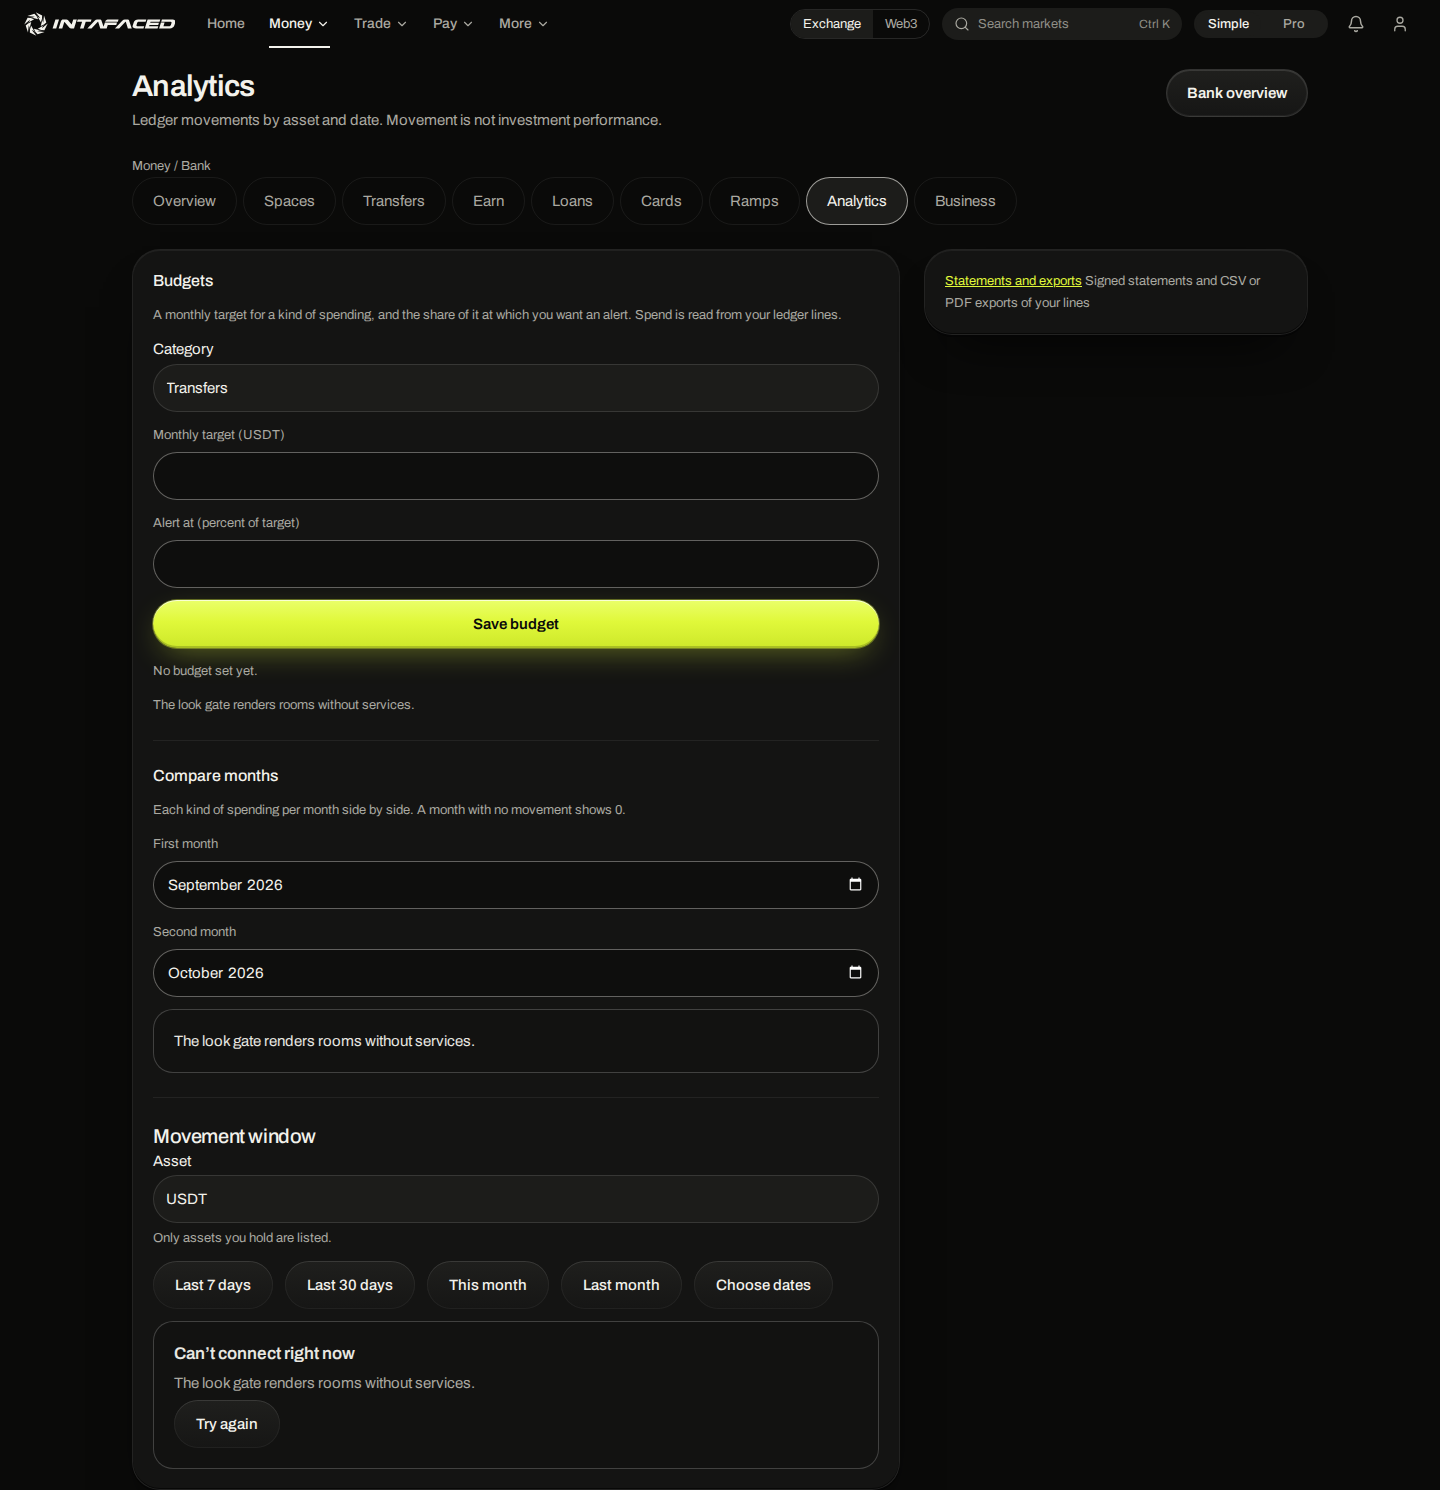 INTAFACED
Home
Money
Trade
Pay
More
Exchange
Web3
Search markets
Ctrl K
Simple
Pro
Analytics
Bank overview
Ledger movements by asset and date. Movement is not investment performance.
Money / Bank
Overview
Spaces
Transfers
Earn
Loans
Cards
Ramps
Analytics
Business
Budgets
A monthly target for a kind of spending, and the share of it at which you want an alert. Spend is read from your ledger lines.
Category
Transfers
Monthly target (USDT)
Alert at (percent of target)
Save budget
No budget set yet.
The look gate renders rooms without services.
Compare months
Each kind of spending per month side by side. A month with no movement shows 0.
First month
September 2026
Second month
October 2026
The look gate renders rooms without services.
Movement window
Asset
USDT
Only assets you hold are listed.
Last 7 days
Last 30 days
This month
Last month
Choose dates
Can’t connect right now
The look gate renders rooms without services.
Try again
Statements and exports Signed statements and CSV or
PDF exports of your lines